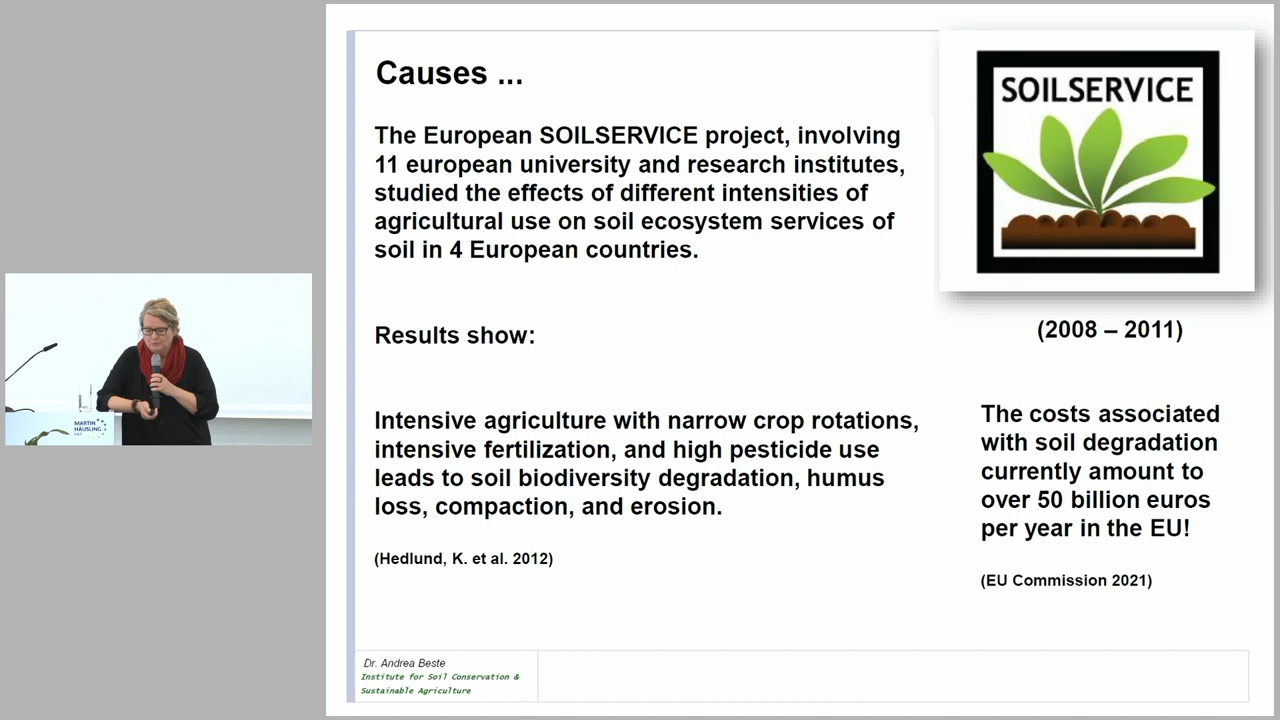 Causes ...
SOILSERVICE
The European SOILSERVICE project, involving
11 european university and research institutes,
studied the effects of different intensities of
agricultural use on soil ecosystem services of
soil in 4 European countries.
(2008 – 2011)
Results show:
Intensive agriculture with narrow crop rotations,
intensive fertilization, and high pesticide use
leads to soil biodiversity degradation, humus
loss, compaction, and erosion.
(Hedlund, K. et al. 2012)
The costs associated
with soil degradation
currently amount to
over 50 billion euros
per year in the EU!
(EU Commission 2021)
MARTIN
HÄUSLING
Dr. Andrea Beste
Institute for Soil Conservation &
Sustainable Agriculture